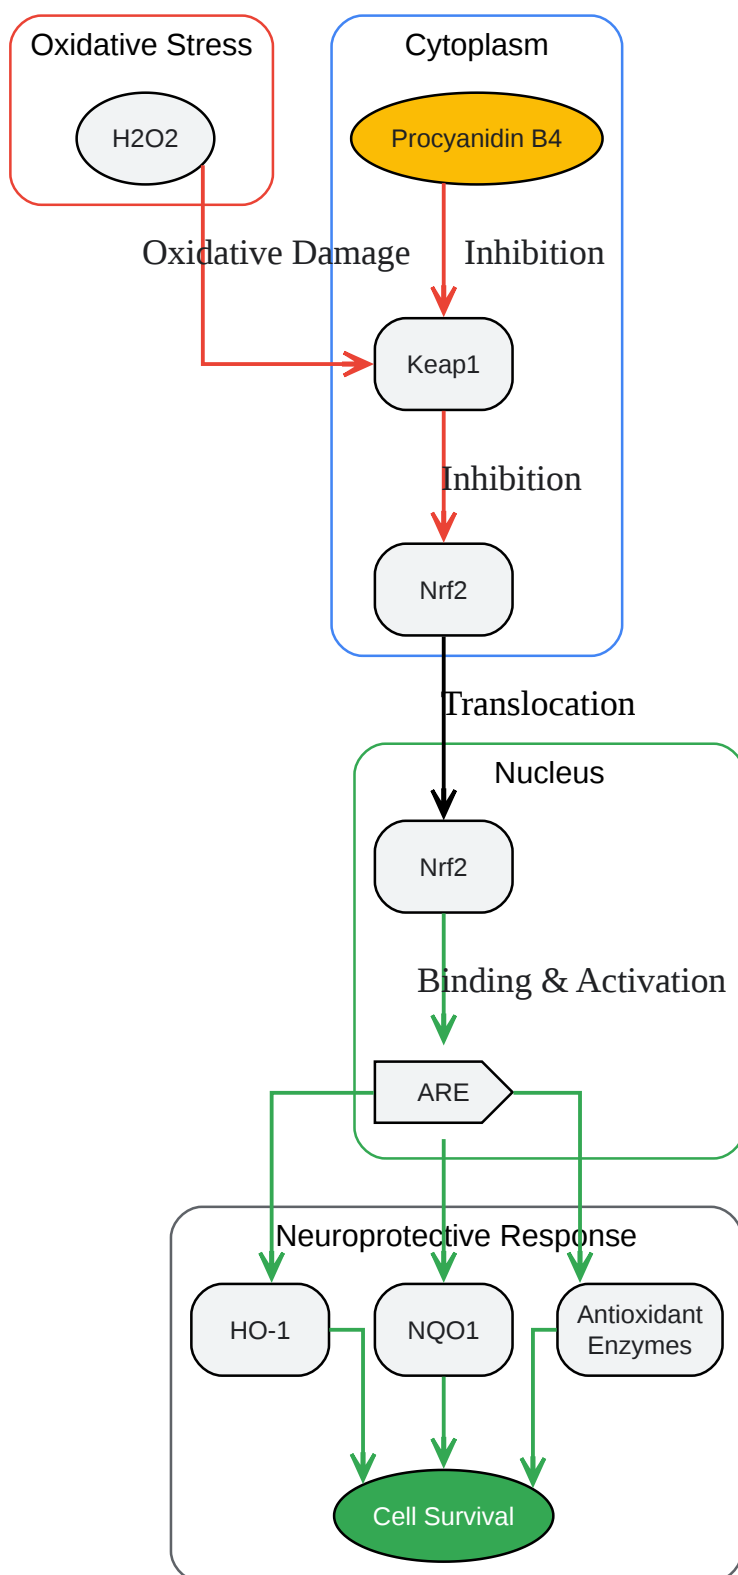 Oxidative Stress
Cytoplasm
H2O2
Procyanidin B4
Oxidative Damage
Inhibition
Keap1
Inhibition
Nrf2
Translocation
Nucleus
Nrf2
Binding & Activation
ARE
Neuroprotective Response
HO-1
NQO1
Antioxidant
Enzymes
Cell Survival